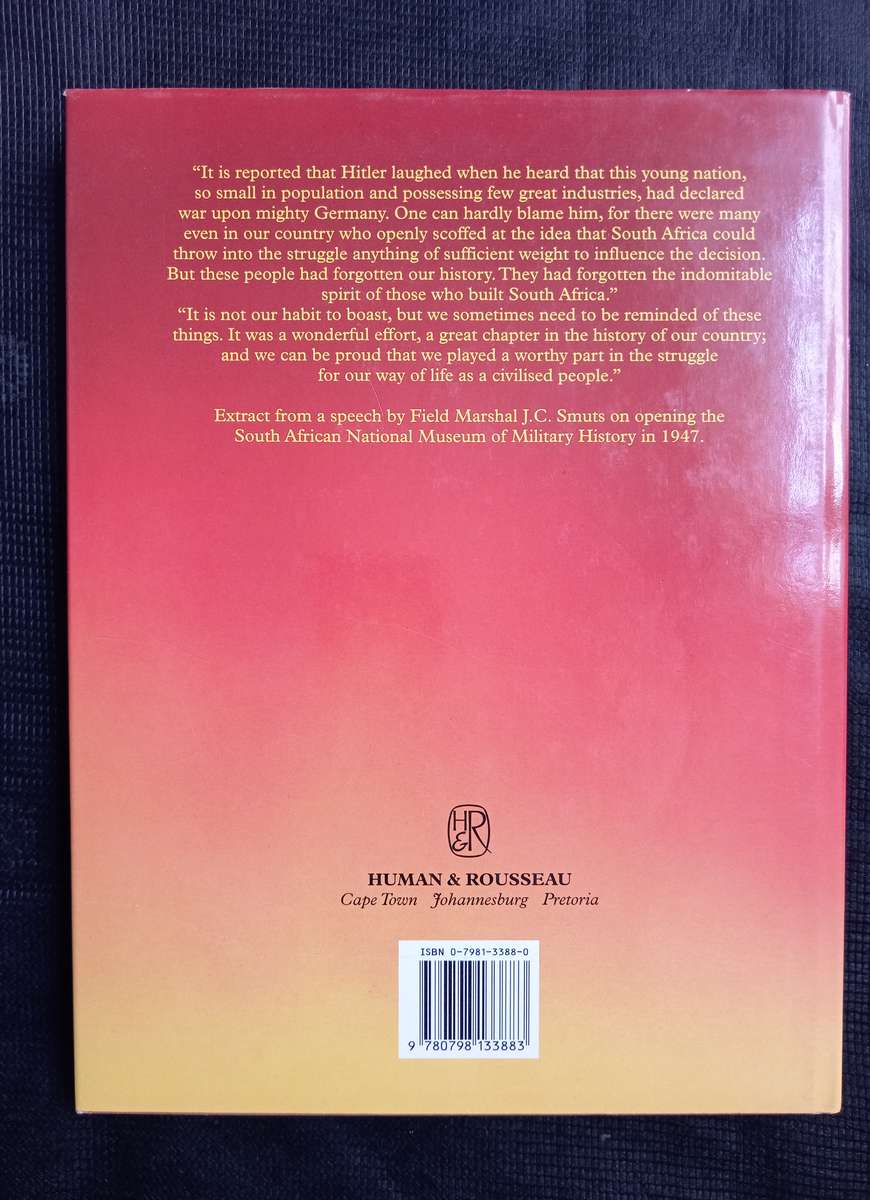 “It is reported that Hitler laughed when he heard that this young nation,
so small in population and possessing few great industries, had declared
war upon mighty Germany. One can hardly blame him, for there were many
even in our country who openly scoffed at the idea that South Africa could
throw into the struggle anything of sufficient weight to influence the decision.
But these people had forgotten our history. They had forgotten the indomitable
spirit of those who built South Africa.”
“It is not our habit to boast, but we sometimes need to be reminded of these
things. It was a wonderful effort, a great chapter in the history of our country;
and we can be proud that we played a worthy part in the struggle
for our way of life as a civilised people.”
Extract from a speech by Field Marshal J.C. Smuts on opening the
South African National Museum of Military History in 1947.
H&R
HUMAN & ROUSSEAU
Cape Town Johannesburg Pretoria
ISBN 0-7981-3388-0
9 780798 133883